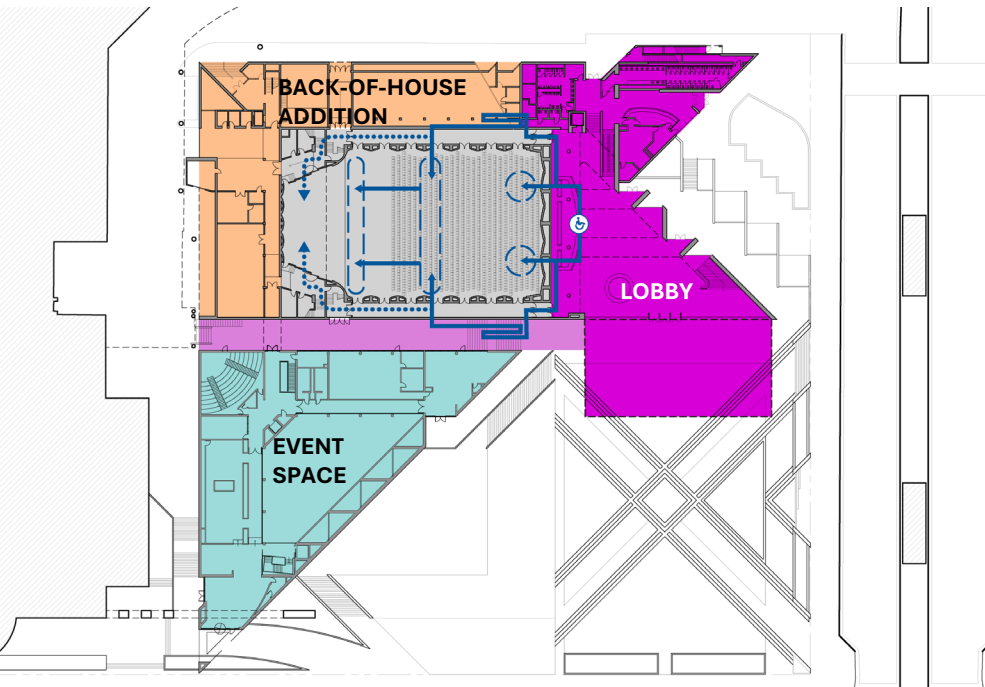 BACK-OF-HOUSE
ADDITION
LOBBY
EVENT
SPACE